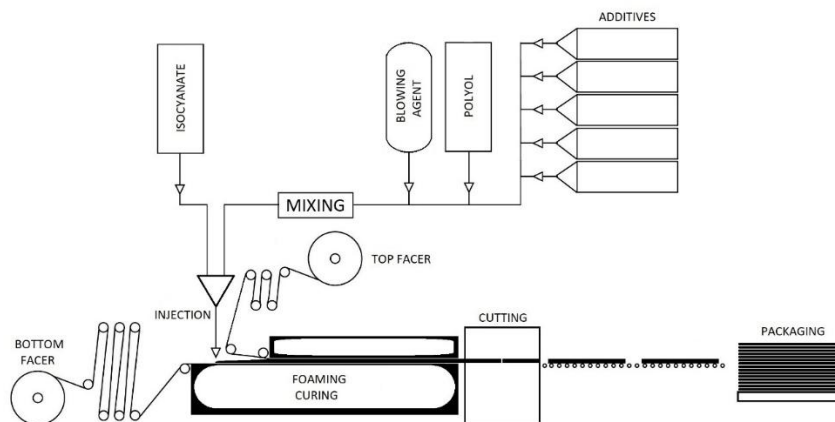 ADDITIVES
ISOCYANATE
BLOWING
AGENT
POLYOL
MIXING
TOP FACER
INJECTION
BOTTOM
FACER
CUTTING
PACKAGING
FOAMING
CURING